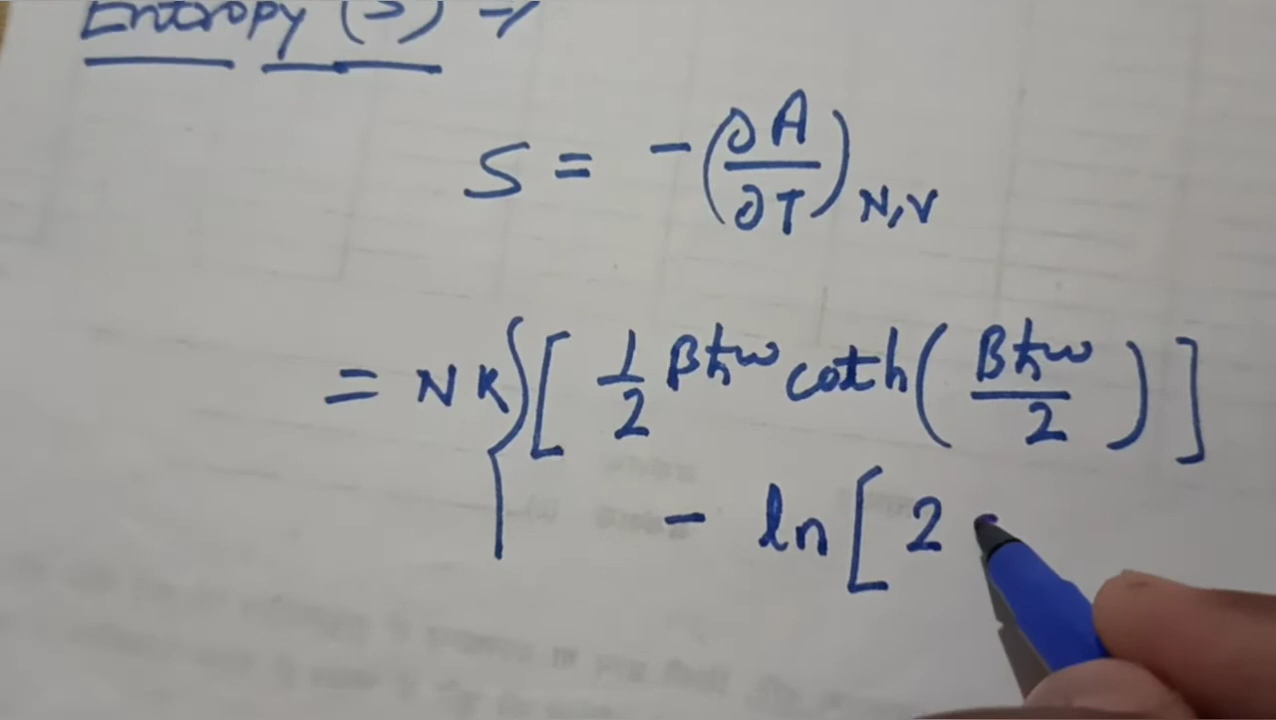 Entropy (S) →
S = -(∂A/∂T)N,V
= NK{[1/2 βħω coth(βħω/2)]
- ln[2